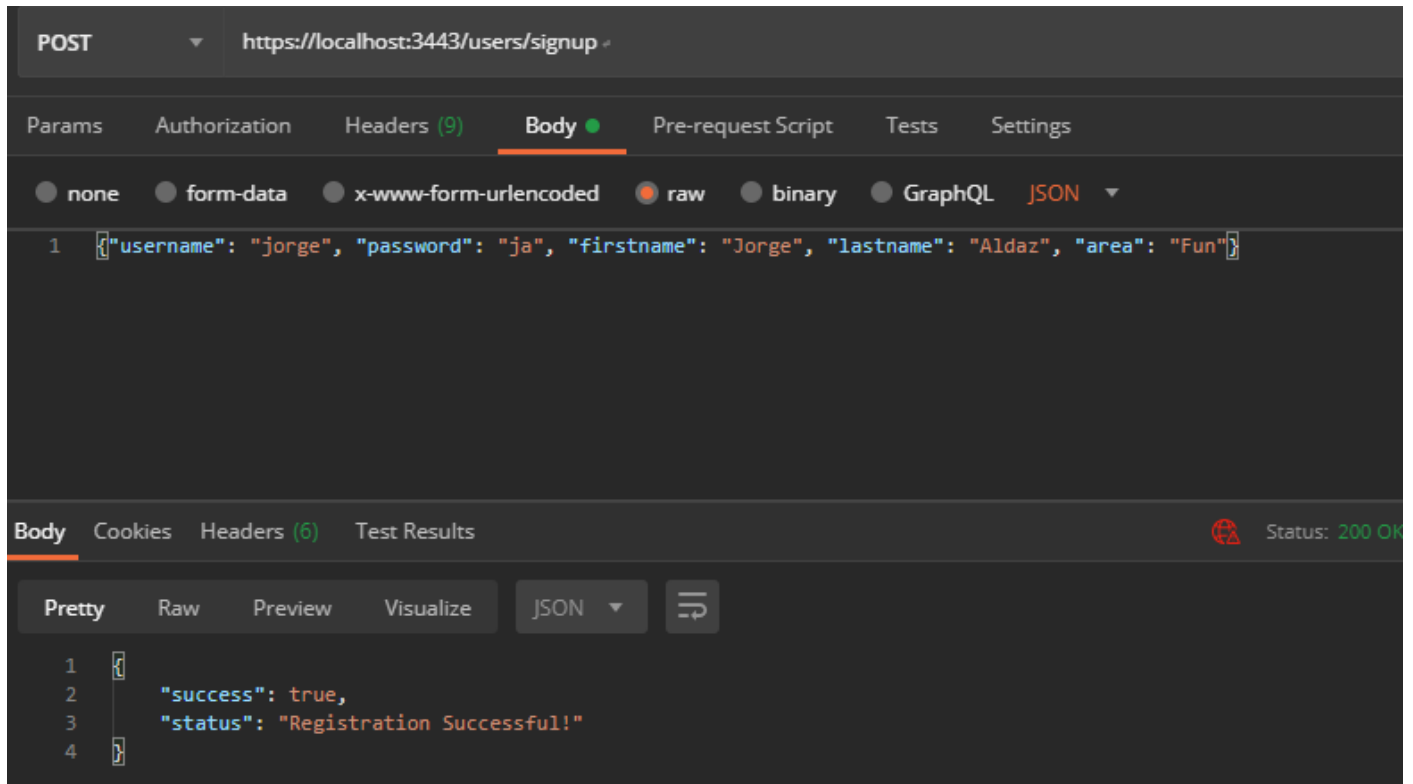 POST https://localhost:3443/users/signup
Params Authorization Headers (9) Body Pre-request Script Tests Settings
none form-data x-www-form-urlencoded raw binary GraphQL JSON
1 {"username": "jorge", "password": "ja", "firstname": "Jorge", "lastname": "Aldaz", "area": "Fun"}
Body Cookies Headers (6) Test Results Status: 200 OK
Pretty Raw Preview Visualize JSON
1 {
2 "success": true,
3 "status": "Registration Successful!"
4 }